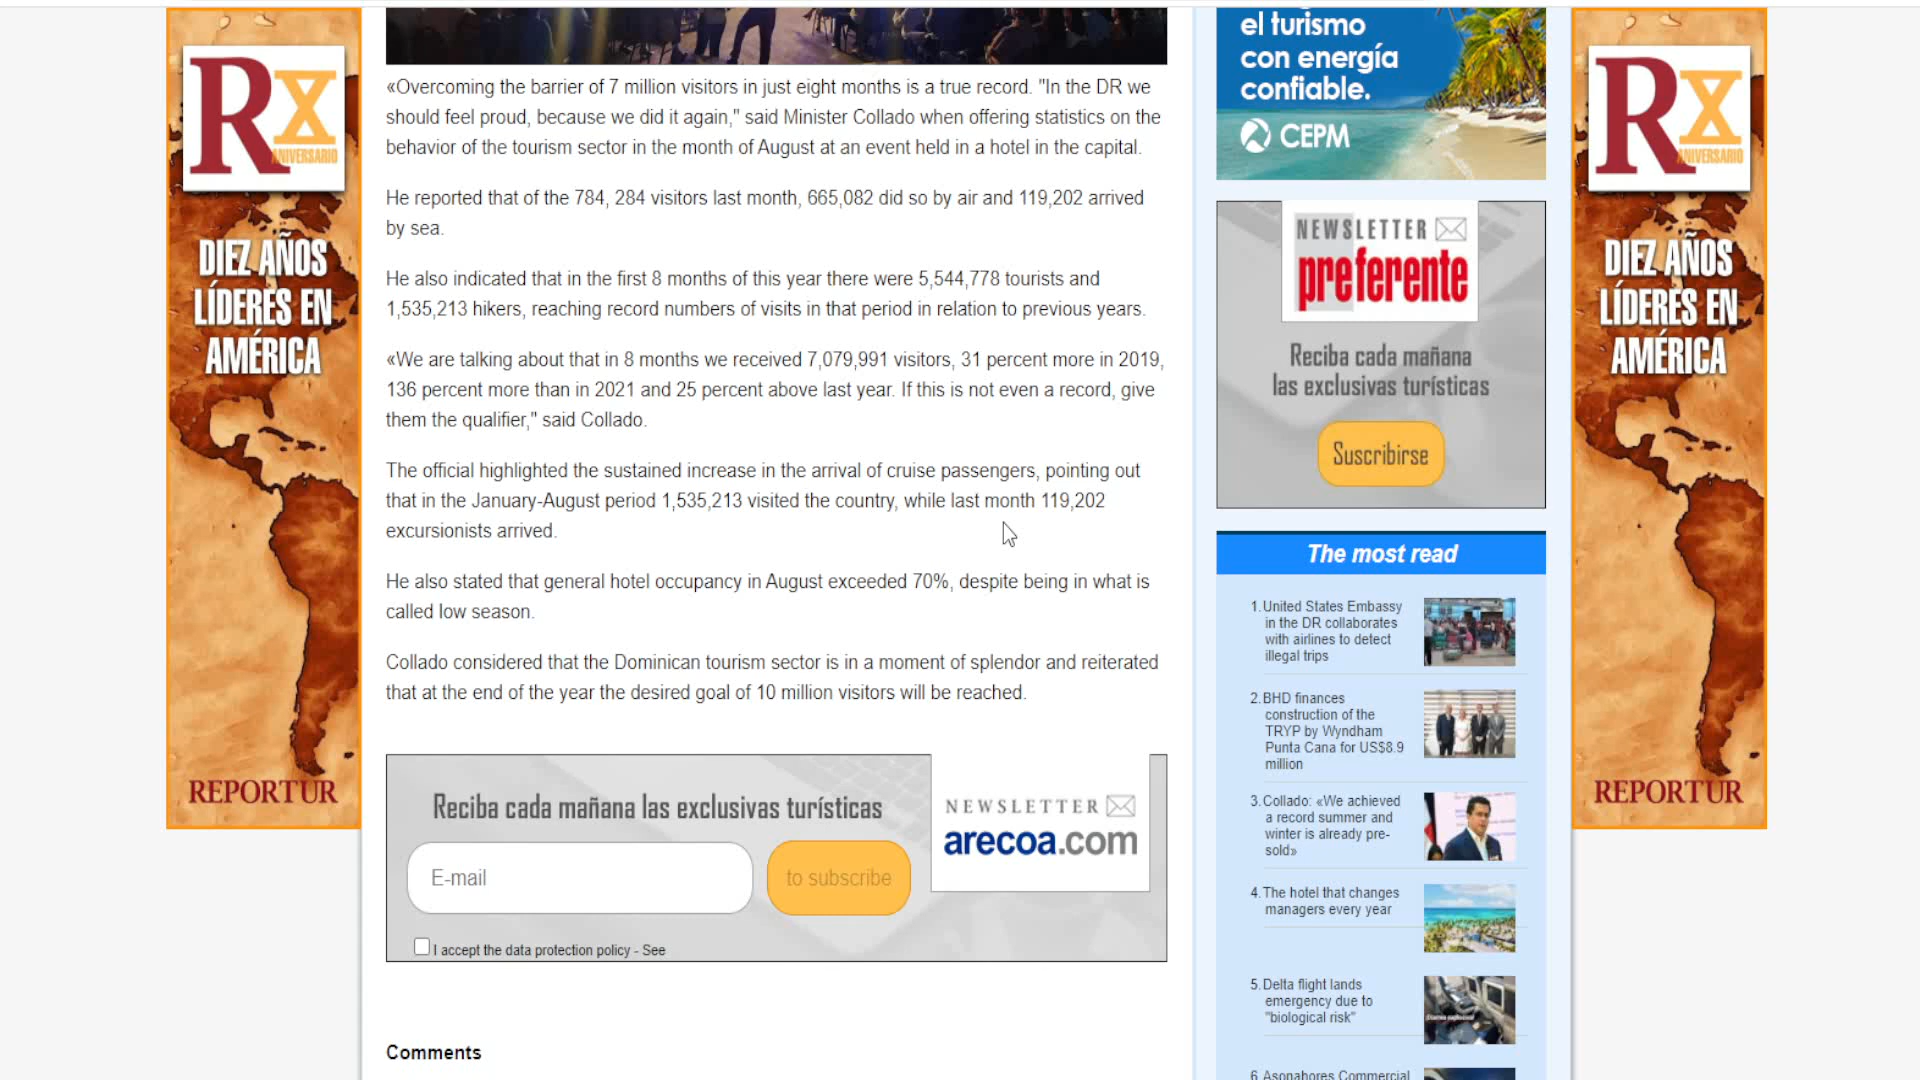 RX
ANIVERSARIO
DIEZ AÑOS
LÍDERES EN
AMÉRICA
REPORTUR
«Overcoming the barrier of 7 million visitors in just eight months is a true record. "In the DR we
should feel proud, because we did it again," said Minister Collado when offering statistics on the
behavior of the tourism sector in the month of August at an event held in a hotel in the capital.
He reported that of the 784, 284 visitors last month, 665,082 did so by air and 119,202 arrived
by sea.
He also indicated that in the first 8 months of this year there were 5,544,778 tourists and
1,535,213 hikers, reaching record numbers of visits in that period in relation to previous years.
«We are talking about that in 8 months we received 7,079,991 visitors, 31 percent more in 2019,
136 percent more than in 2021 and 25 percent above last year. If this is not even a record, give
them the qualifier," said Collado.
The official highlighted the sustained increase in the arrival of cruise passengers, pointing out
that in the January-August period 1,535,213 visited the country, while last month 119,202
excursionists arrived.
He also stated that general hotel occupancy in August exceeded 70%, despite being in what is
called low season.
Collado considered that the Dominican tourism sector is in a moment of splendor and reiterated
that at the end of the year the desired goal of 10 million visitors will be reached.
Reciba cada mañana las exclusivas turísticas
E-mail
to subscribe
NEWSLETTER
arecoa.com
I accept the data protection policy - See
Comments
el turismo
con energía
confiable.
CEPM
NEWSLETTER
preferente
Reciba cada mañana
las exclusivas turísticas
Suscribirse
The most read
1. United States Embassy
in the DR collaborates
with airlines to detect
illegal trips
2. BHD finances
construction of the
TRYP by Wyndham
Punta Cana for US$8.9
million
3. Collado: «We achieved
a record summer and
winter is already pre-
sold»
4. The hotel that changes
managers every year
5. Delta flight lands
emergency due to
"biological risk"
6. Asonahores Commercial
RX
ANIVERSARIO
DIEZ AÑOS
LÍDERES EN
AMÉRICA
REPORTUR